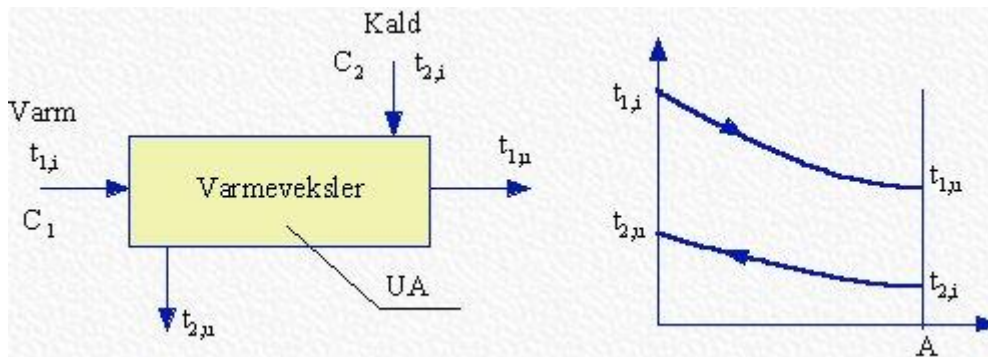 Kald
C₂ t₂,ᵢ
Varm
t₁,ᵢ
C₁
Varmeveksler
t₁,ᵤ
UA
t₂,ᵤ
t₁,ᵢ
t₁,ᵤ
t₂,ᵤ
t₂,ᵢ
A